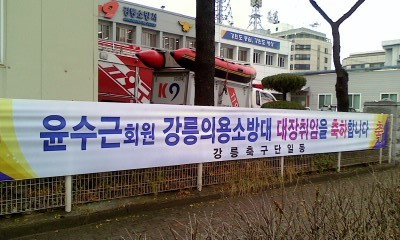 강릉소방서
K9
윤수근회원 강릉의용소방대 대장취임을 축하합니다
강릉축구단일동